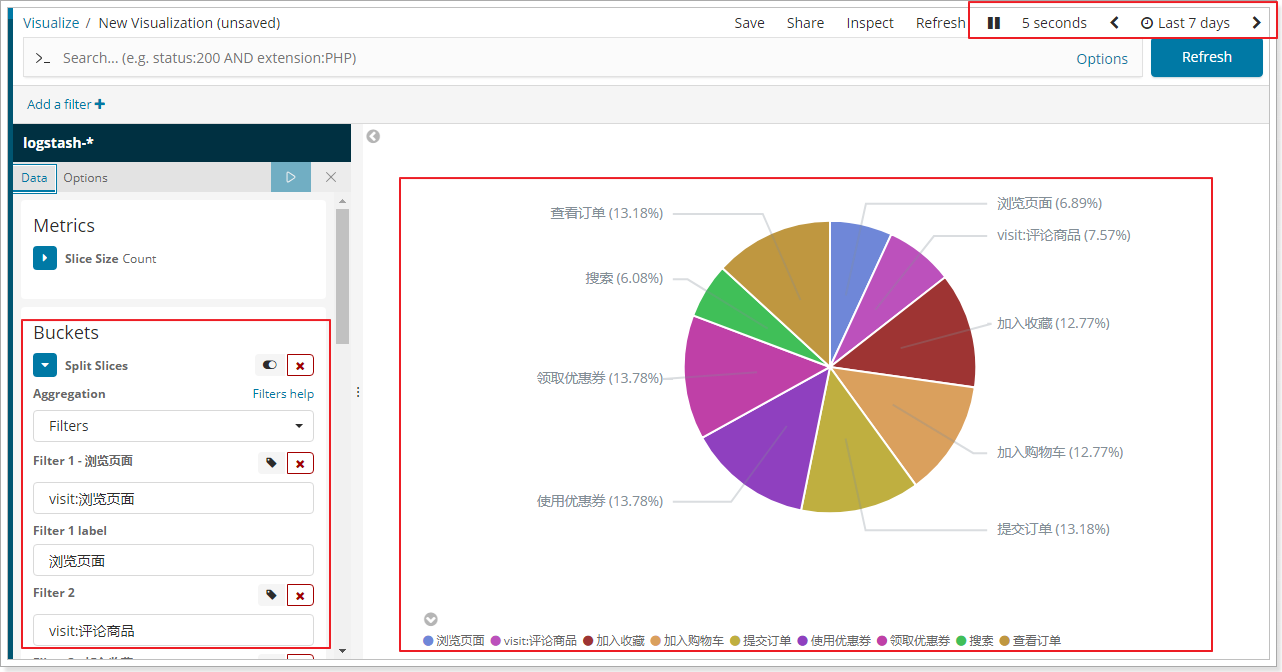 Visualize / New Visualization (unsaved)
Save Share Inspect Refresh 5 seconds Last 7 days
>_ Search... (e.g. status:200 AND extension:PHP) Options Refresh
Add a filter
logstash-*
Data Options
Metrics
Slice Size Count
Buckets
Split Slices
Aggregation Filters help
Filters
Filter 1 - 浏览页面
visit:浏览页面
Filter 1 label
浏览页面
Filter 2
visit:评论商品
查看订单 (13.18%)
搜索 (6.08%)
领取优惠券 (13.78%)
使用优惠券 (13.78%)
浏览页面 (6.89%)
visit:评论商品 (7.57%)
加入收藏 (12.77%)
加入购物车 (12.77%)
提交订单 (13.18%)
浏览页面 visit:评论商品 加入收藏 加入购物车 提交订单 使用优惠券 领取优惠券 搜索 查看订单